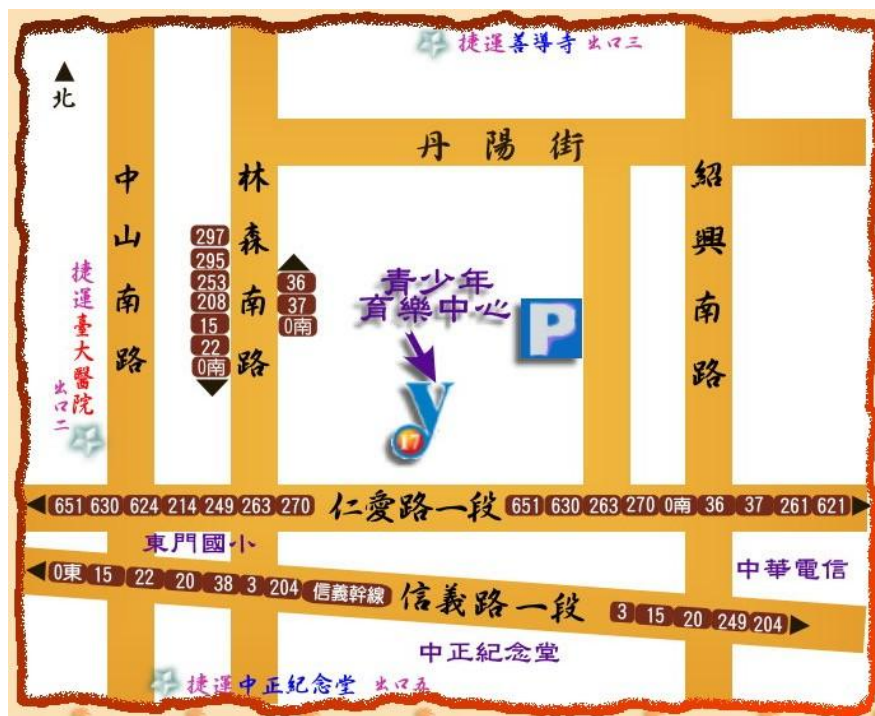 捷運善導寺 出口三
北
丹陽街
中山南路
林森南路
紹興南路
297
295
253
208
15
22
0南
36
37
0南
青少年
育樂中心
P
y
17
捷運臺大醫院
出口二
651 630 624 214 249 263 270 仁愛路一段 651 630 263 270 0南 36 37 261 621
東門國小
中華電信
0東 15 22 20 38 3 204 信義幹線 信義路一段 3 15 20 249 204
中正紀念堂
捷運中正紀念堂 出口五